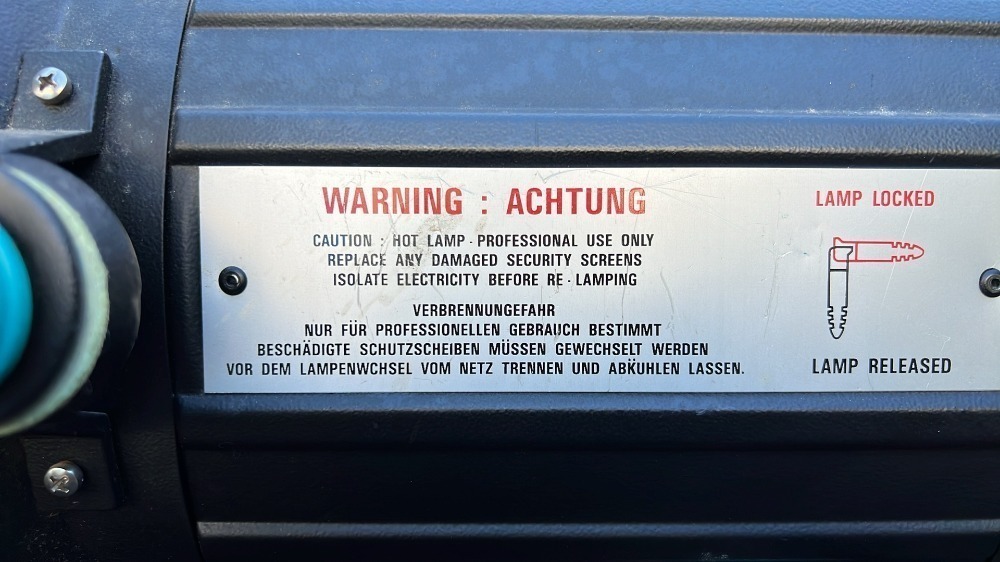 WARNING : ACHTUNG
CAUTION : HOT LAMP · PROFESSIONAL USE ONLY
REPLACE ANY DAMAGED SECURITY SCREENS
ISOLATE ELECTRICITY BEFORE RE · LAMPING
VERBRENNUNGEFAHR
NUR FÜR PROFESSIONELLEN GEBRAUCH BESTIMMT
BESCHÄDIGTE SCHUTZSCHEIBEN MÜSSEN GEWECHSELT WERDEN
VOR DEM LAMPENWCHSEL VOM NETZ TRENNEN UND ABKÜHLEN LASSEN.
LAMP LOCKED
LAMP RELEASED